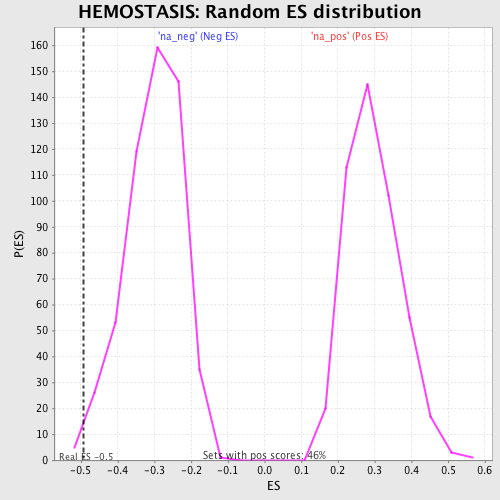 HEMOSTASIS: Random ES distribution
'na_neg' (Neg ES) 'na_pos' (Pos ES)
160
150
140
130
120
110
100
90
80
70
60
50
40
30
20
10
0
P(ES)
Real ES -0.5 Sets with pos scores: 46%
-0.5 -0.4 -0.3 -0.2 -0.1 0.0 0.1 0.2 0.3 0.4 0.5 0.6
ES